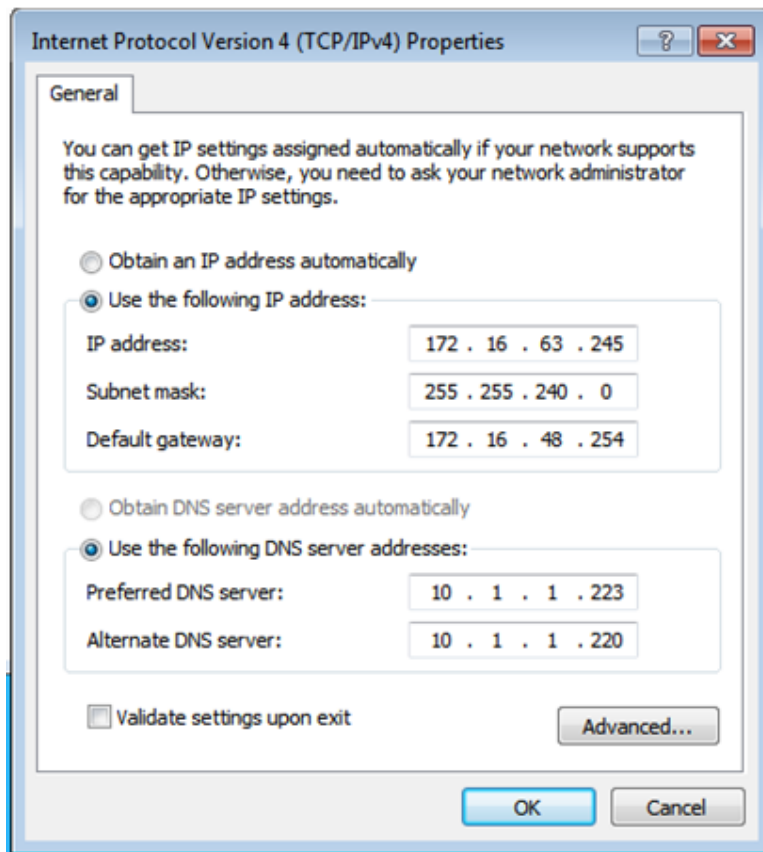 Internet Protocol Version 4 (TCP/IPv4) Properties
General
You can get IP settings assigned automatically if your network supports
this capability. Otherwise, you need to ask your network administrator
for the appropriate IP settings.
Obtain an IP address automatically
Use the following IP address:
IP address: 172 . 16 . 63 . 245
Subnet mask: 255 . 255 . 240 . 0
Default gateway: 172 . 16 . 48 . 254
Obtain DNS server address automatically
Use the following DNS server addresses:
Preferred DNS server: 10 . 1 . 1 . 223
Alternate DNS server: 10 . 1 . 1 . 220
Validate settings upon exit
Advanced...
OK Cancel